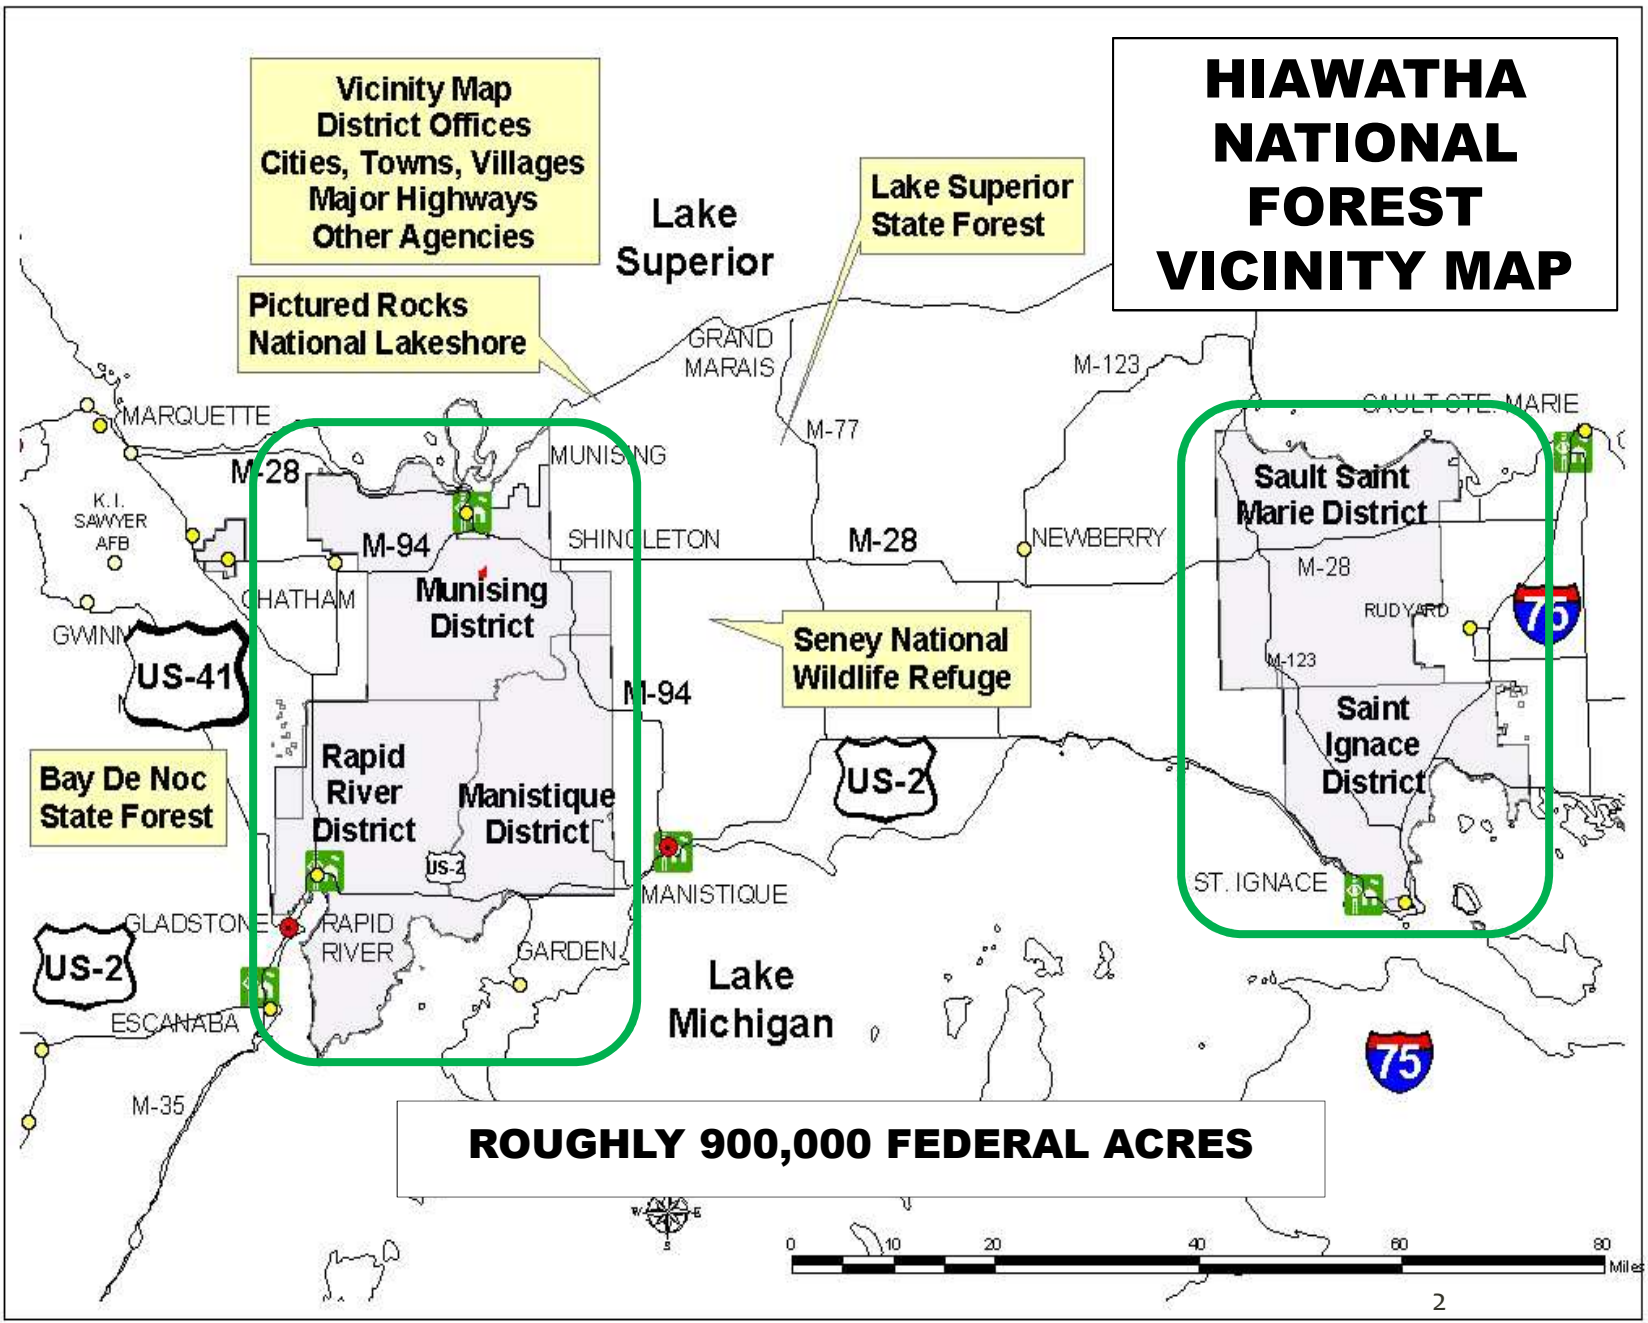 HIAWATHA
NATIONAL
FOREST
VICINITY MAP
Vicinity Map
District Offices
Cities, Towns, Villages
Major Highways
Other Agencies
Lake
Superior
Lake Superior
State Forest
Pictured Rocks
National Lakeshore
GRAND
MARAIS
M-123
MARQUETTE
SAULT STE. MARIE
M-77
M-28
MUNISING
K.I.
SAWYER
AFB
Sault Saint
Marie District
M-94
SHINGLETON
M-28
NEWBERRY
M-28
Munising
District
CHATHAM
RUDYARD
75
GWINN
US-41
Seney National
Wildlife Refuge
M-123
M-94
Saint
Ignace
District
Rapid
River
District
Bay De Noc
State Forest
Manistique
District
US-2
US-2
MANISTIQUE
ST. IGNACE
GLADSTONE
RAPID
RIVER
GARDEN
US-2
Lake
Michigan
ESCANABA
75
M-35
ROUGHLY 900,000 FEDERAL ACRES
W
E
S
0 10 20 40 60 80
Miles
2